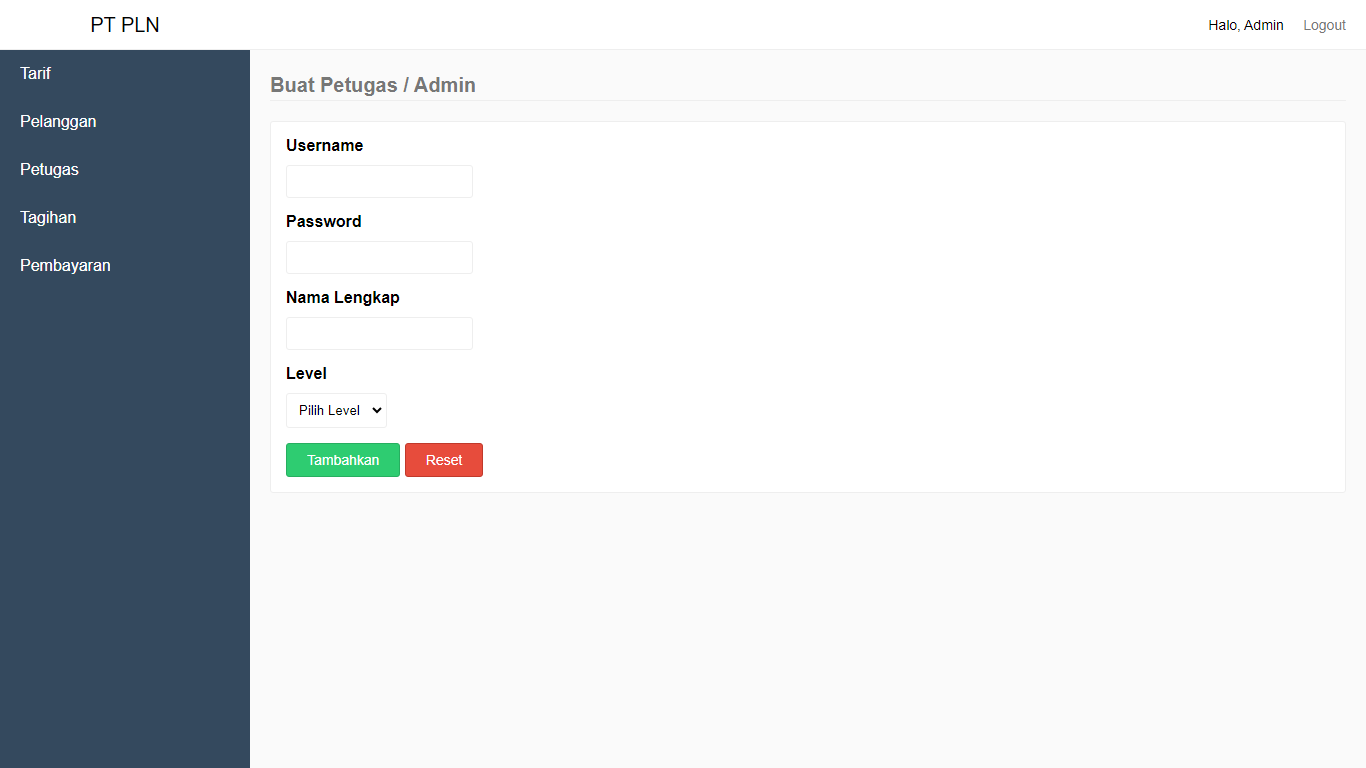 PT PLN
Halo, Admin
Logout
Tarif
Pelanggan
Petugas
Tagihan
Pembayaran
Buat Petugas / Admin
Username
Password
Nama Lengkap
Level
Pilih Level
Tambahkan
Reset